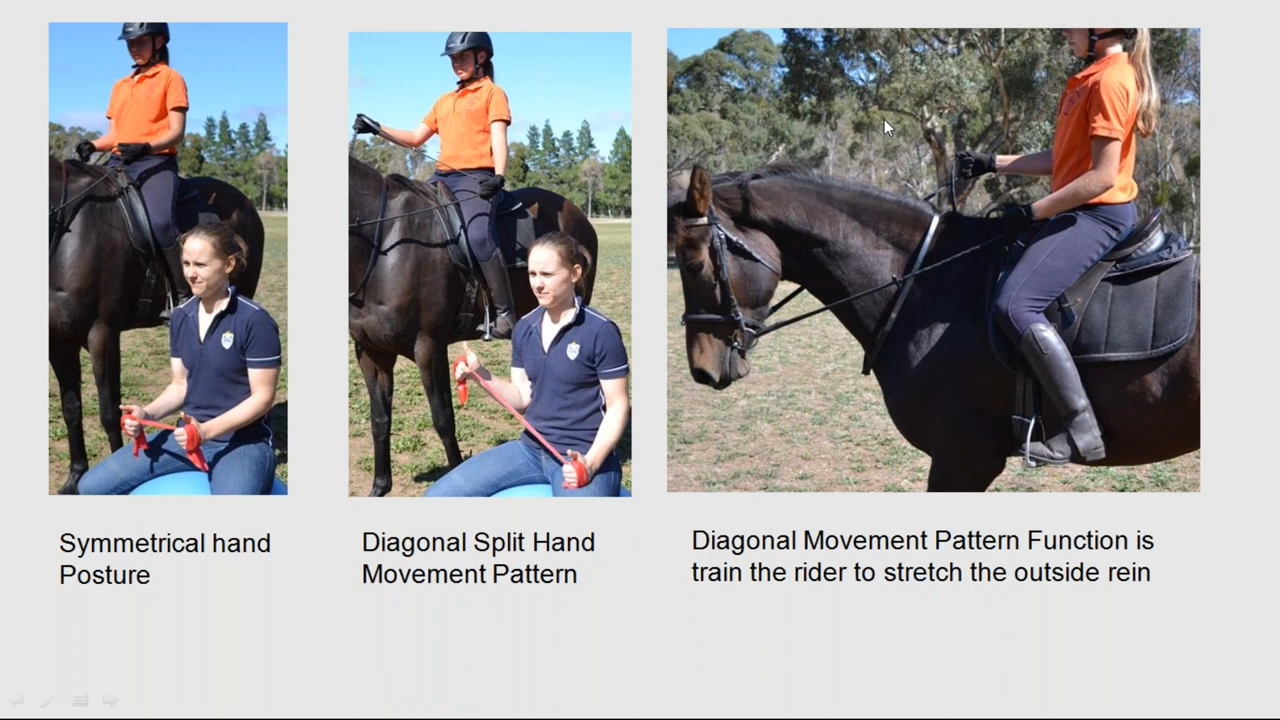 Symmetrical hand
Posture
Diagonal Split Hand
Movement Pattern
Diagonal Movement Pattern Function is
train the rider to stretch the outside rein